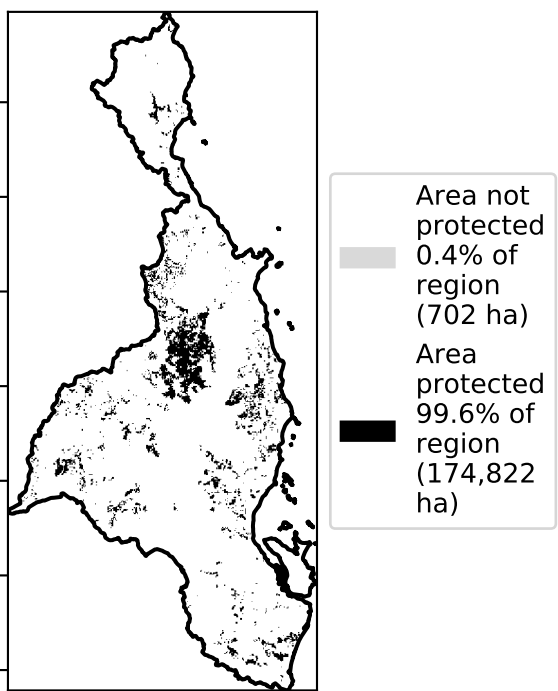 Area not
protected
0.4% of
region
(702 ha)
Area
protected
99.6% of
region
(174,822
ha)